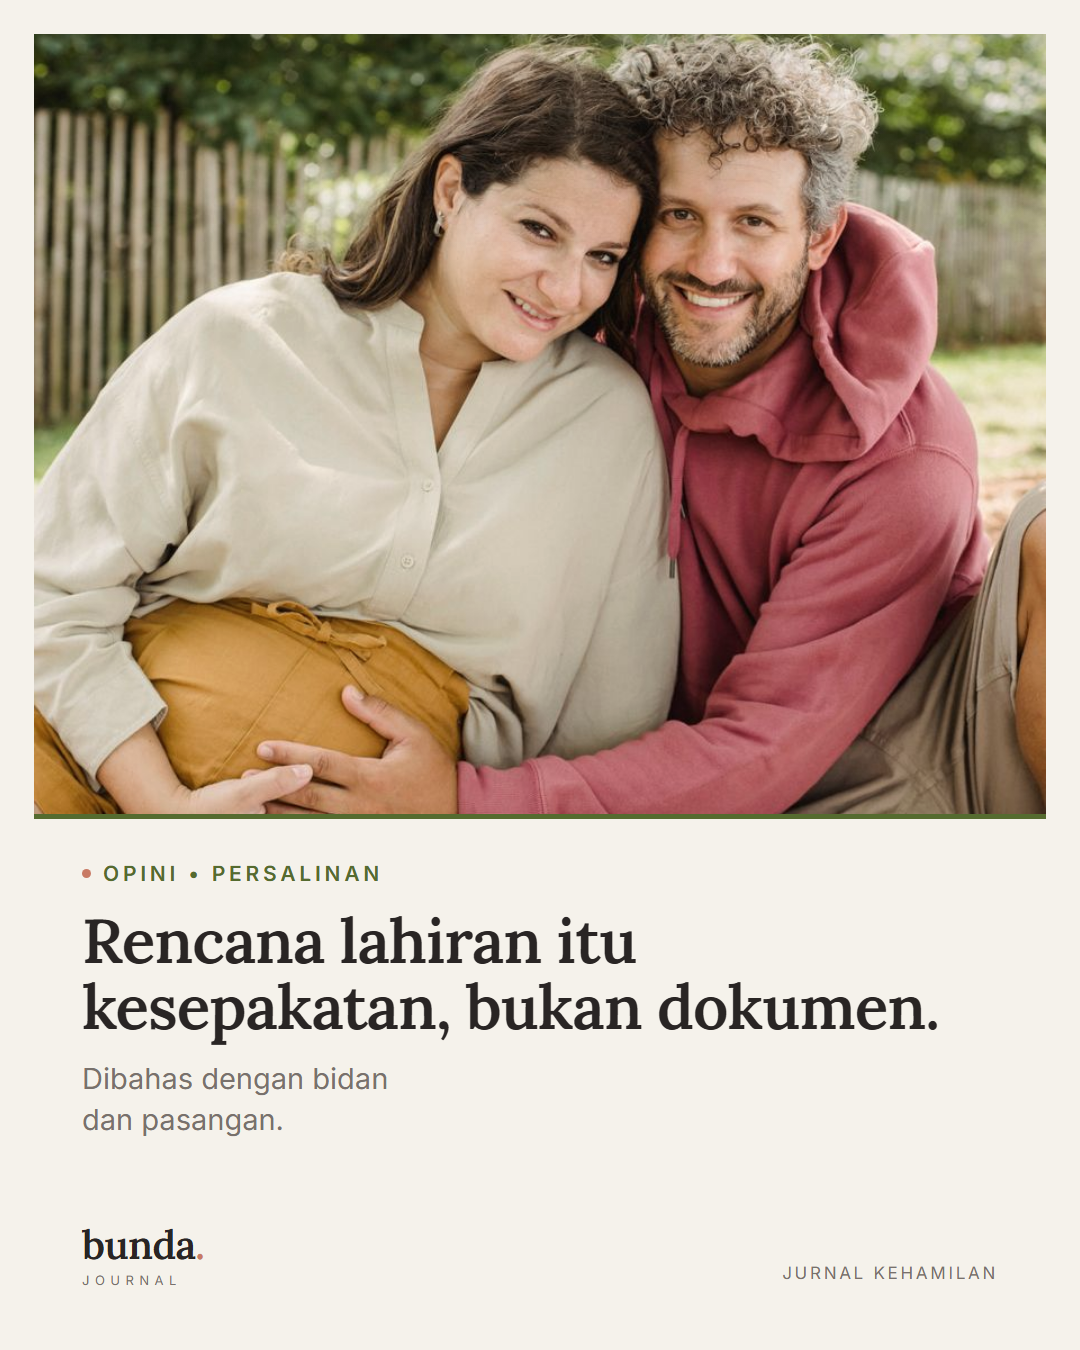 OPINI • PERSALINAN
Rencana lahiran itu
kesepakatan, bukan dokumen.
Dibahas dengan bidan
dan pasangan.
bunda.
JOURNAL
JURNAL KEHAMILAN